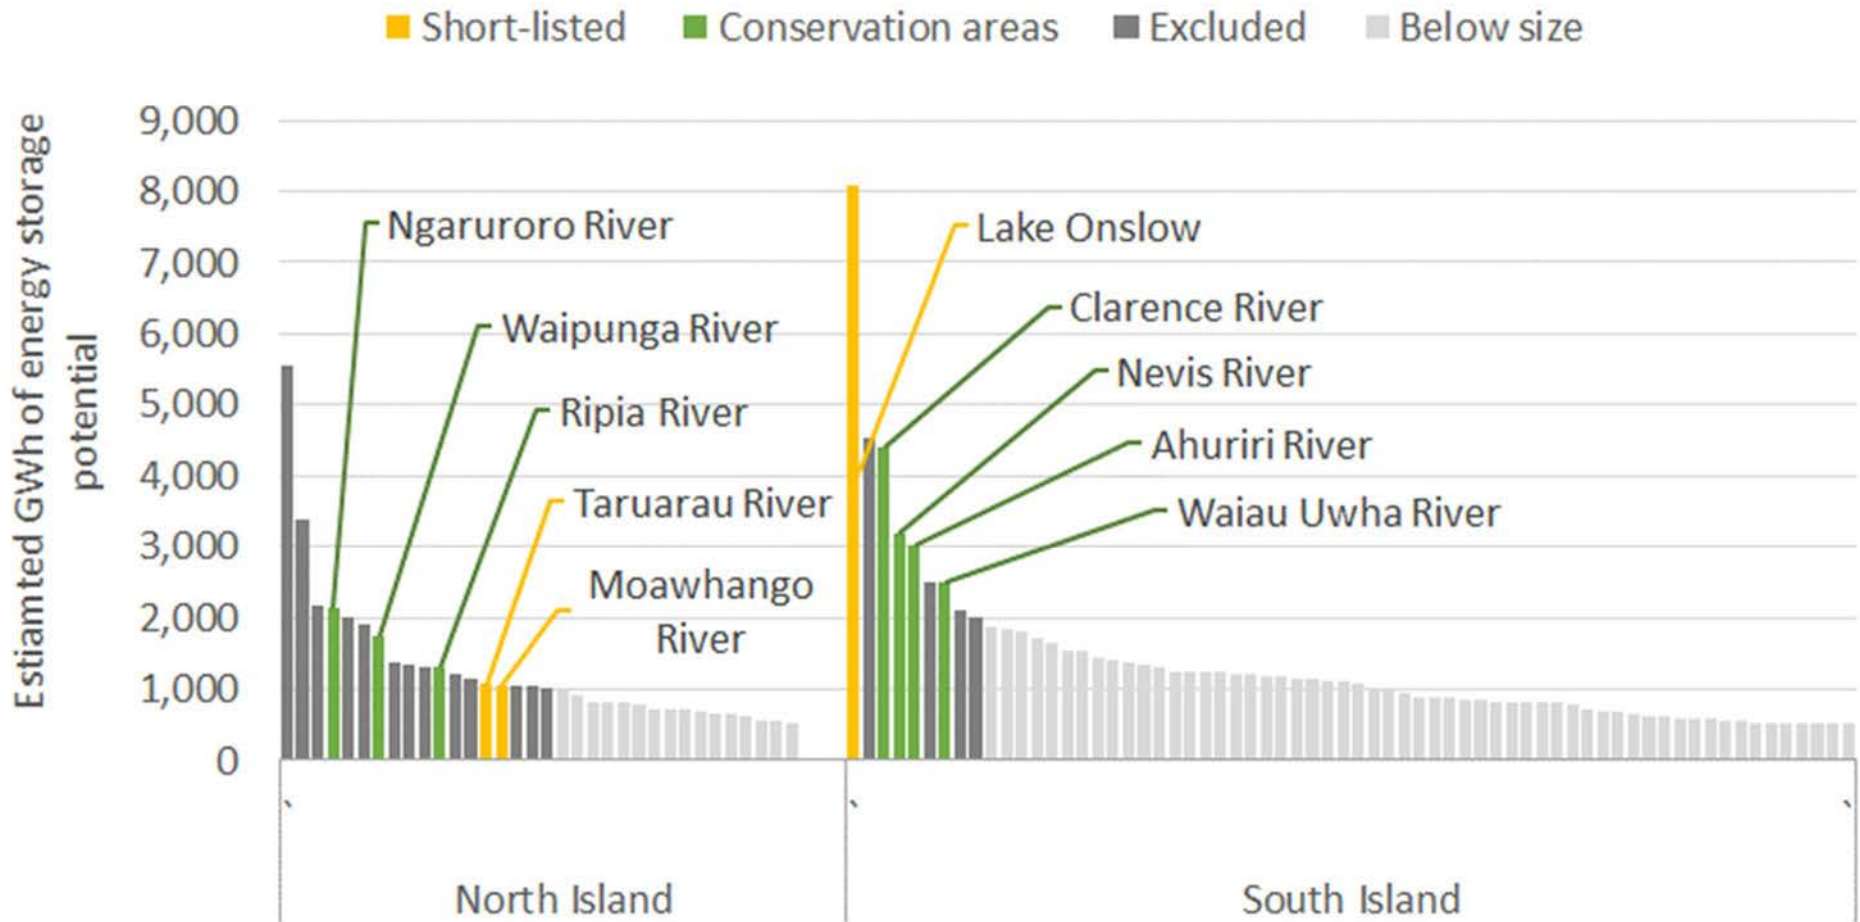 Short-listed Conservation areas Excluded Below size
Estiamted GWh of energy storage
potential
9,000
8,000
7,000
6,000
5,000
4,000
3,000
2,000
1,000
0
Ngaruroro River
Waipunga River
Ripia River
Taruarau River
Moawhango
River
Lake Onslow
Clarence River
Nevis River
Ahuriri River
Waiau Uwha River
North Island
South Island